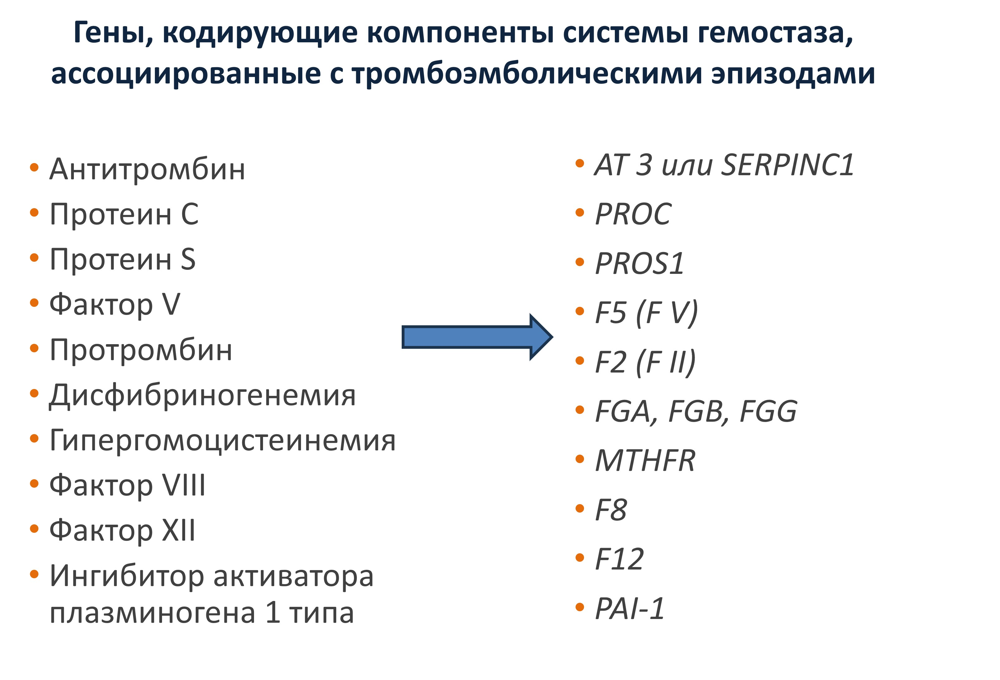 Гены, кодирующие компоненты системы гемостаза,
ассоциированные с тромбоэмболическими эпизодами
• Антитромбин
• Протеин С
• Протеин S
• Фактор V
• Протромбин
• Дисфибриногенемия
• Гипергомоцистеинемия
• Фактор VIII
• Фактор XII
• Ингибитор активатора
плазминогена 1 типа
• AT 3 или SERPINC1
• PROC
• PROS1
• F5 (F V)
• F2 (F II)
• FGA, FGB, FGG
• MTHFR
• F8
• F12
• PAI-1